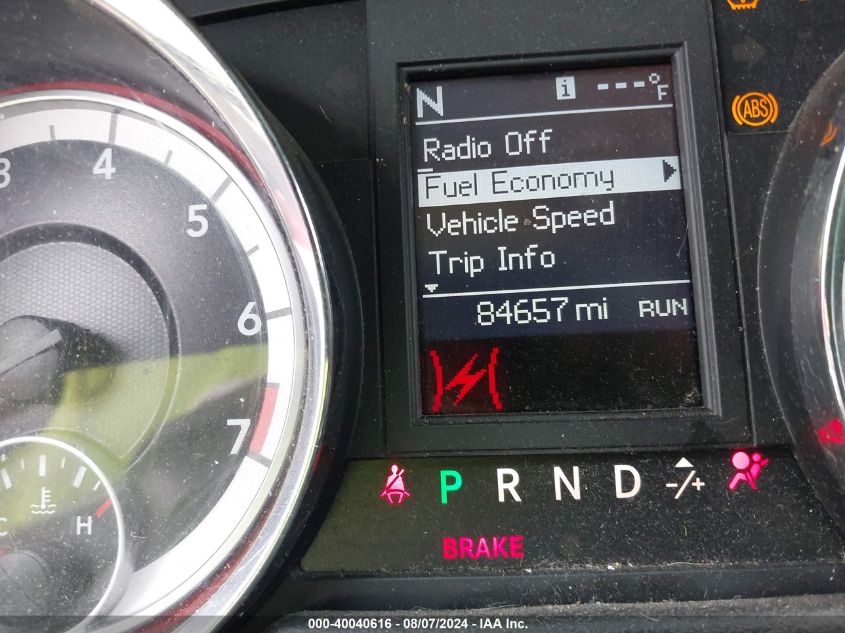 N i ---°F
ABS
Radio Off
Fuel Economy
Vehicle Speed
Trip Info
84657 mi RUN
3 4 5 6 7
C H
P R N D -/+
BRAKE
000-40040616 - 08/07/2024 - IAA Inc.